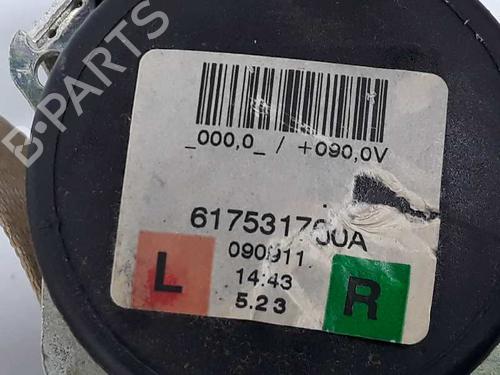 B-PARTS
_000,0_ / +090,0V
617531700A
090911
14:43
5.23
L
R